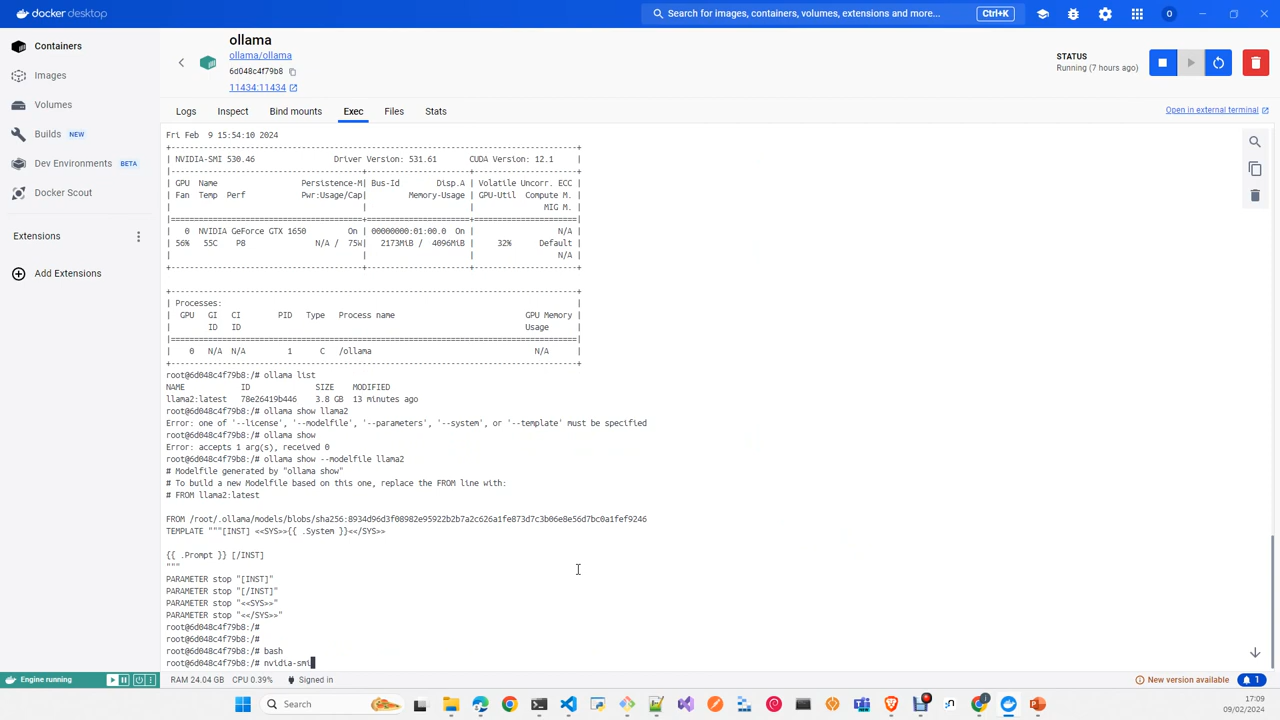 docker desktop
Search for images, containers, volumes, extensions and more...
Ctrl+K
O
Containers
Images
Volumes
Builds NEW
Dev Environments BETA
Docker Scout
Extensions
Add Extensions
ollama
ollama/ollama
6d048c4f79b8
11434:11434
STATUS
Running (7 hours ago)
Logs Inspect Bind mounts Exec Files Stats
Open in external terminal
Fri Feb  9 15:54:10 2024
+-----------------------------------------------------------------------------+
| NVIDIA-SMI 530.46       Driver Version: 531.61       CUDA Version: 12.1     |
|-------------------------------+----------------------+----------------------+
| GPU  Name        Persistence-M| Bus-Id        Disp.A | Volatile Uncorr. ECC |
| Fan  Temp  Perf  Pwr:Usage/Cap|         Memory-Usage | GPU-Util  Compute M. |
|                               |                      |               MIG M. |
|===============================+======================+======================|
|   0  NVIDIA GeForce GTX 1650     On | 00000000:01:00.0  On |                  N/A |
| 56%   55C    P8    N/A /  75W |   2173MiB /  4096MiB |     32%      Default |
|                               |                      |                  N/A |
+-------------------------------+----------------------+----------------------+
+-----------------------------------------------------------------------------+
| Processes:                                                                  |
|  GPU   GI   CI        PID   Type   Process name                  GPU Memory |
|        ID   ID                                                   Usage      |
|=============================================================================|
|    0   N/A  N/A         1      C   /ollama                         N/A      |
+-----------------------------------------------------------------------------+
root@6d048c4f79b8:/# ollama list
NAME            ID              SIZE    MODIFIED
llama2:latest   78e26419b446    3.8 GB  13 minutes ago
root@6d048c4f79b8:/# ollama show llama2
Error: one of '--license', '--modelfile', '--parameters', '--system', or '--template' must be specified
root@6d048c4f79b8:/# ollama show
Error: accepts 1 arg(s), received 0
root@6d048c4f79b8:/# ollama show --modelfile llama2
# Modelfile generated by "ollama show"
# To build a new Modelfile based on this one, replace the FROM line with:
# FROM llama2:latest
FROM /root/.ollama/models/blobs/sha256:8934d96d3f08982e95922b2b7a2c626a1fe873d7c3b06e8e56d7bc0a1fef9246
TEMPLATE """[INST] <<SYS>>{{ .System }}<</SYS>>
{{ .Prompt }} [/INST]
"""
PARAMETER stop "[INST]"
PARAMETER stop "[/INST]"
PARAMETER stop "<<SYS>>"
PARAMETER stop "<</SYS>>"
root@6d048c4f79b8:/#
root@6d048c4f79b8:/#
root@6d048c4f79b8:/# bash
root@6d048c4f79b8:/# nvidia-smi
Engine running
RAM 24.04 GB CPU 0.39% Signed in
New version available
1
Search
17:09
09/02/2024